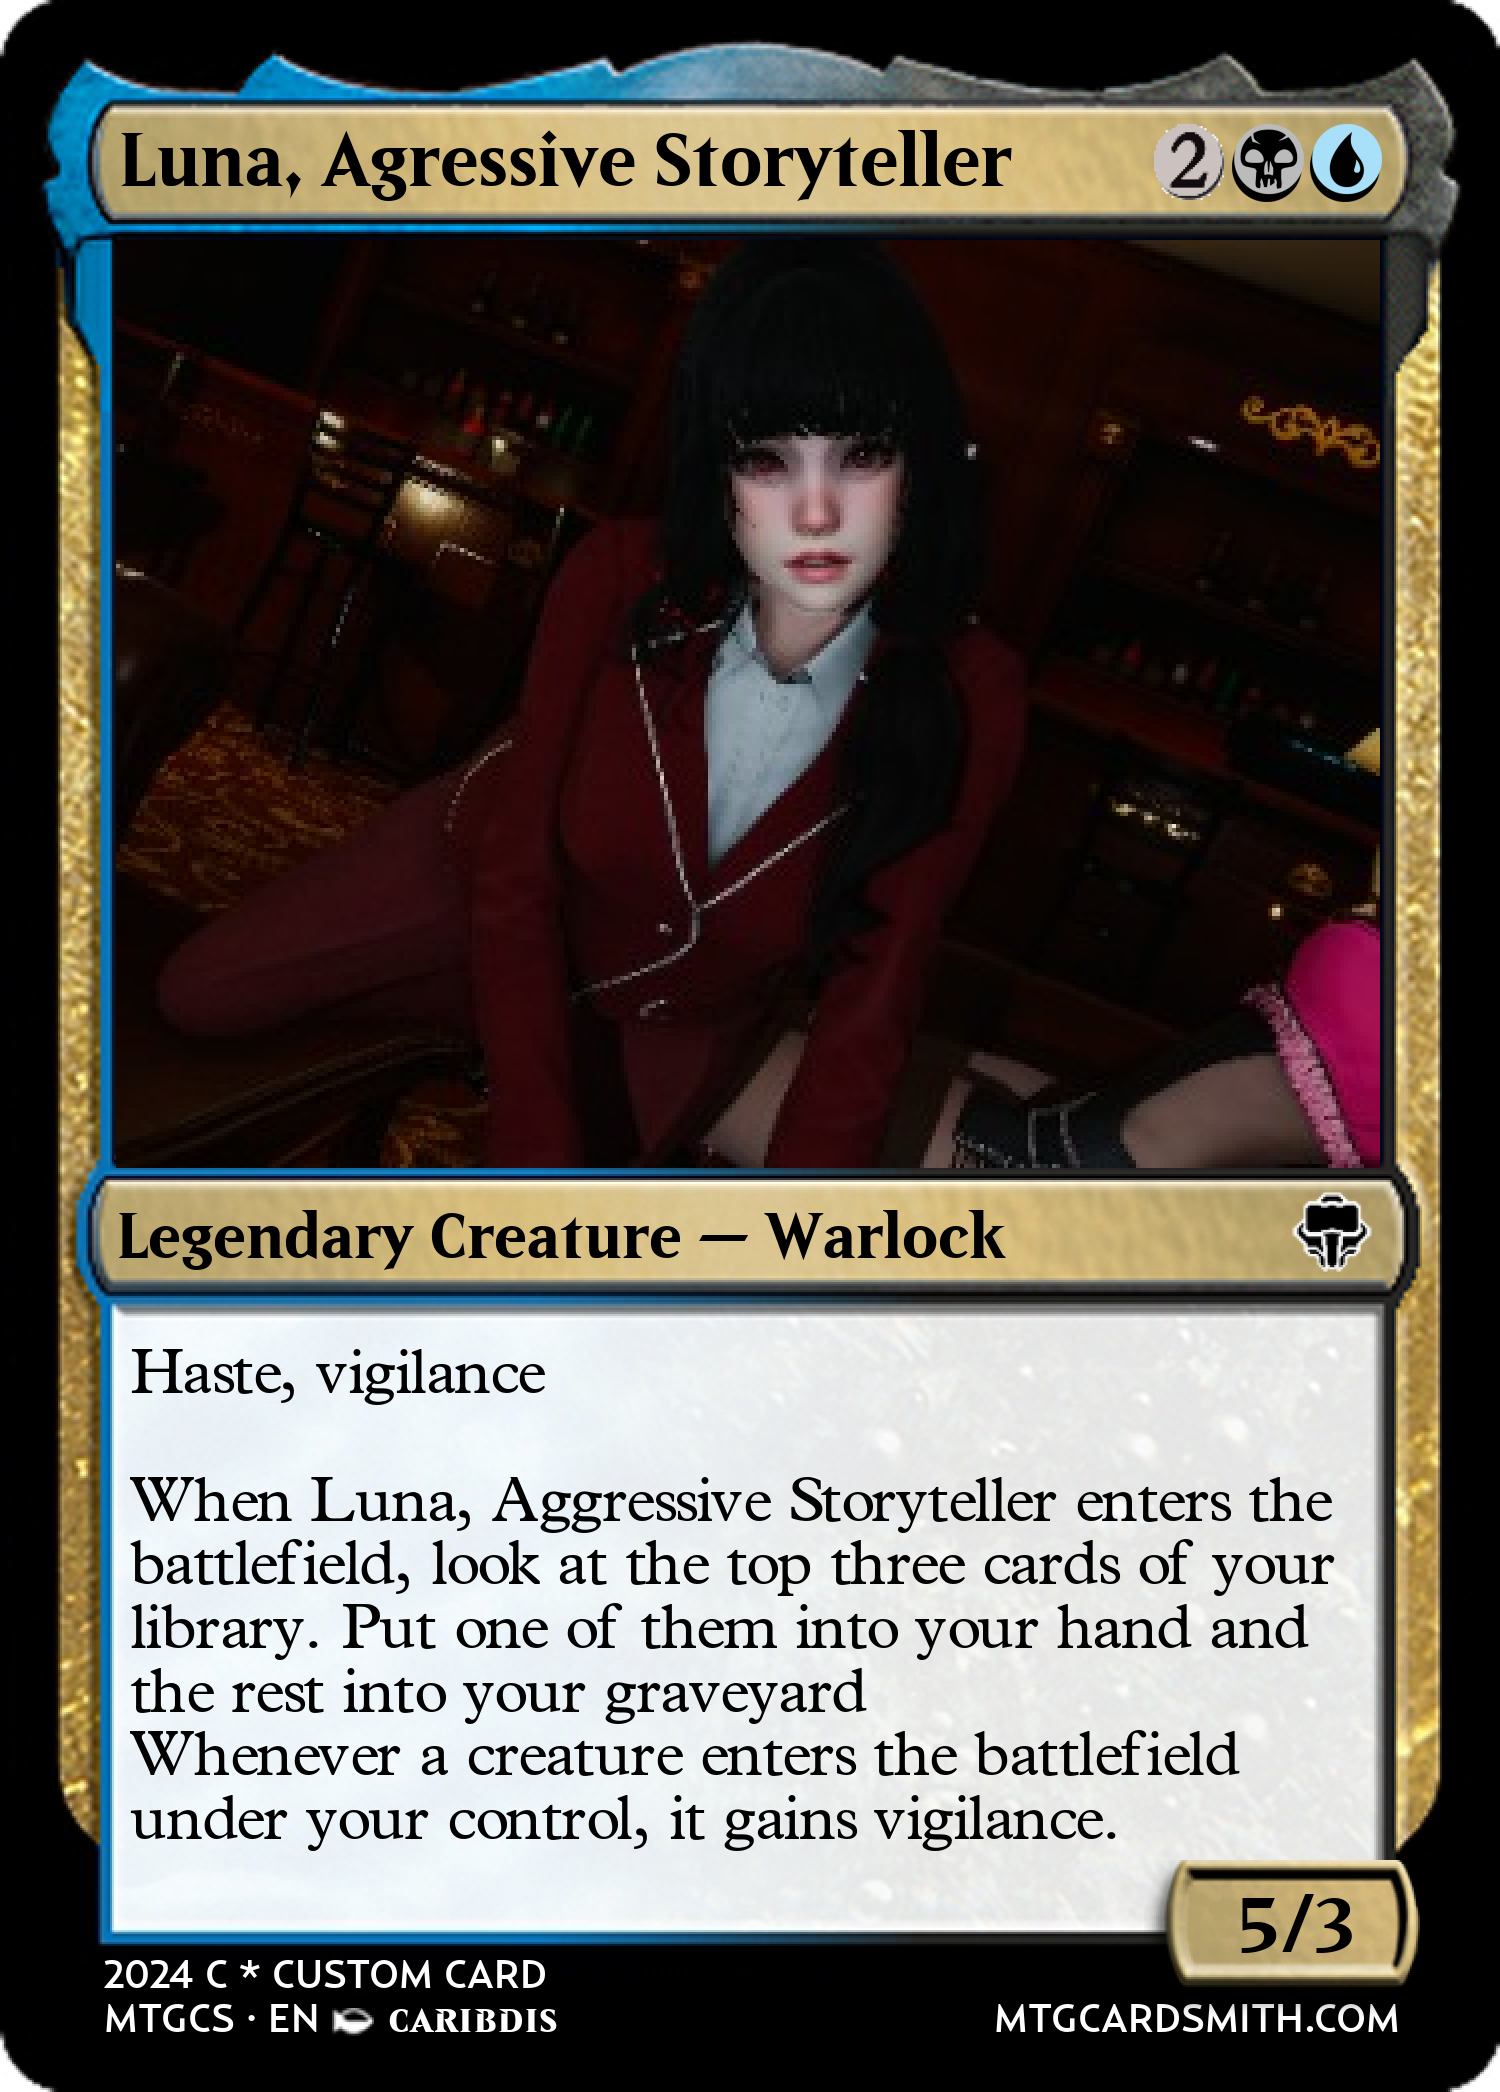 Luna, Agressive Storyteller 2
Legendary Creature — Warlock
Haste, vigilance
When Luna, Aggressive Storyteller enters the
battlefield, look at the top three cards of your
library. Put one of them into your hand and
the rest into your graveyard
Whenever a creature enters the battlefield
under your control, it gains vigilance.
5/3
2024 C * CUSTOM CARD
MTGCS · EN CARIBDIS
MTGCARDSMITH.COM